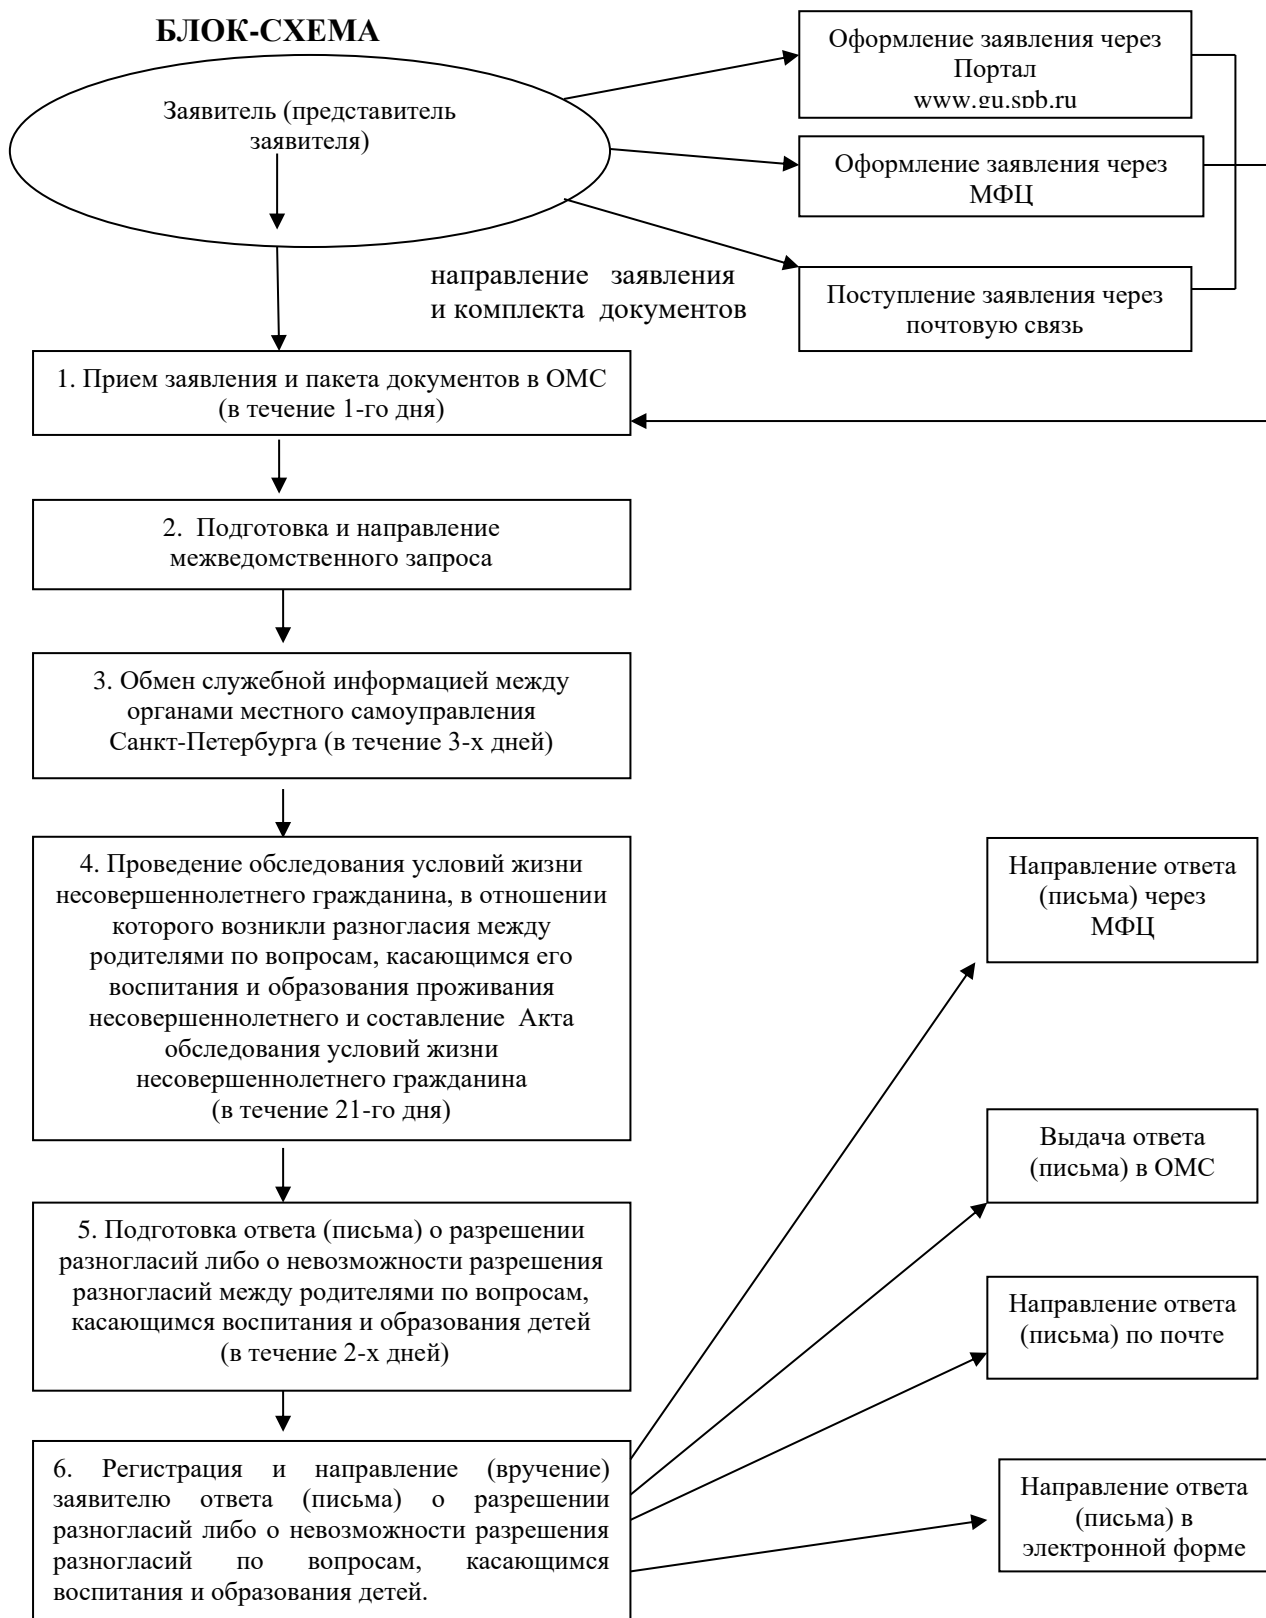 БЛОК-СХЕМА
Заявитель (представитель
заявителя)
Оформление заявления через
Портал
www.gu.spb.ru
Оформление заявления через
МФЦ
направление заявления
и комплекта документов
Поступление заявления через
почтовую связь
1. Прием заявления и пакета документов в ОМС
(в течение 1-го дня)
2. Подготовка и направление
межведомственного запроса
3. Обмен служебной информацией между
органами местного самоуправления
Санкт-Петербурга (в течение 3-х дней)
4. Проведение обследования условий жизни
несовершеннолетнего гражданина, в отношении
которого возникли разногласия между
родителями по вопросам, касающимся его
воспитания и образования проживания
несовершеннолетнего и составление Акта
обследования условий жизни
несовершеннолетнего гражданина
(в течение 21-го дня)
5. Подготовка ответа (письма) о разрешении
разногласий либо о невозможности разрешения
разногласий между родителями по вопросам,
касающимся воспитания и образования детей
(в течение 2-х дней)
6. Регистрация и направление (вручение)
заявителю ответа (письма) о разрешении
разногласий либо о невозможности разрешения
разногласий по вопросам, касающимся
воспитания и образования детей.
Направление ответа
(письма) через
МФЦ
Выдача ответа
(письма) в ОМС
Направление ответа
(письма) по почте
Направление ответа
(письма) в
электронной форме